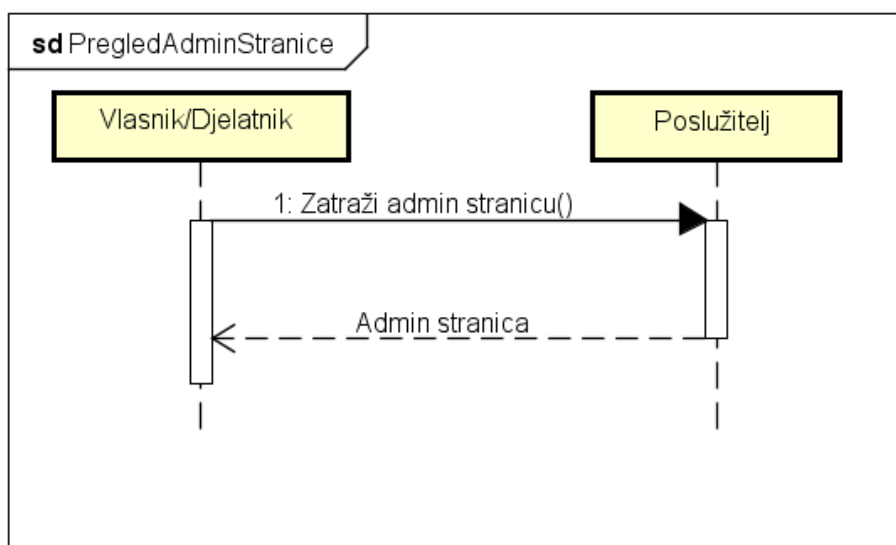 sd PregledAdminStranice
Vlasnik/Djelatnik
Poslužitelj
1: Zatraži admin stranicu()
Admin stranica